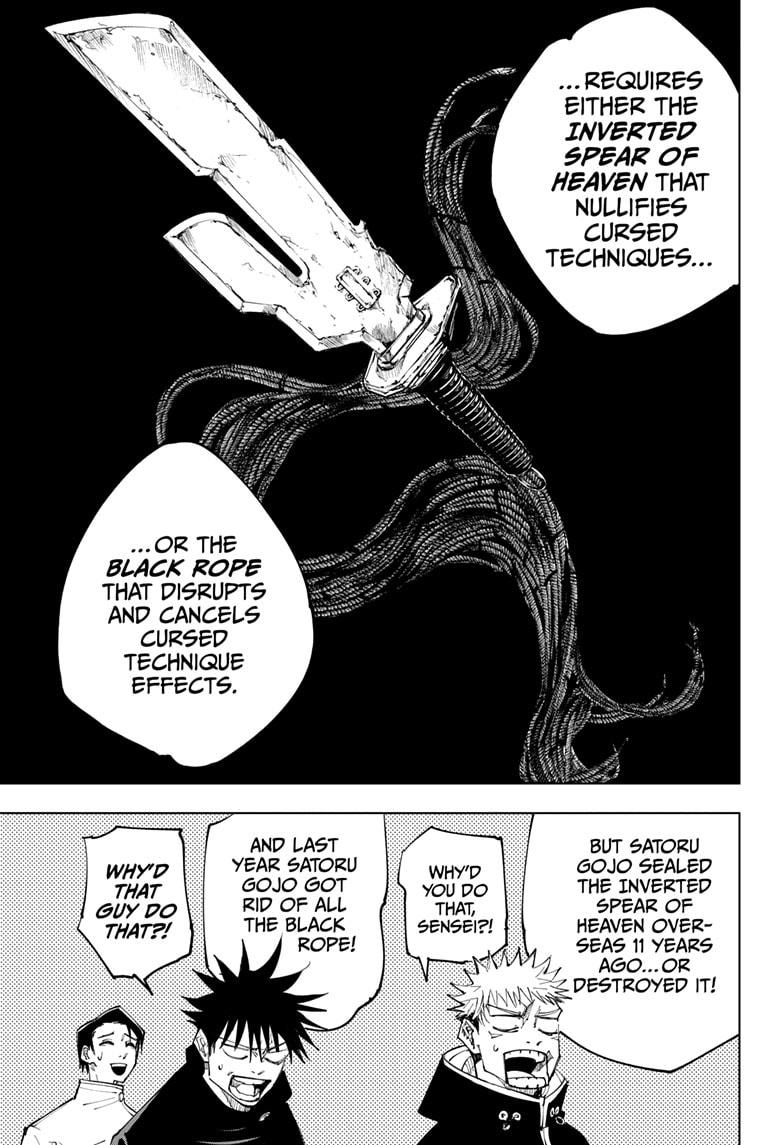 ...REQUIRES
EITHER THE
INVERTED
SPEAR OF
HEAVEN THAT
NULLIFIES
CURSED
TECHNIQUES...
...OR THE
BLACK ROPE
THAT DISRUPTS
AND CANCELS
CURSED
TECHNIQUE
EFFECTS.
BUT SATORU
GOJO SEALED
THE INVERTED
SPEAR OF
HEAVEN OVER-
SEAS 11 YEARS
AGO...OR
DESTROYED IT!
WHY'D
YOU DO
THAT,
SENSEI?!
AND LAST
YEAR SATORU
GOJO GOT
RID OF ALL
THE BLACK
ROPE!
WHY'D
THAT
GUY DO
THAT?!